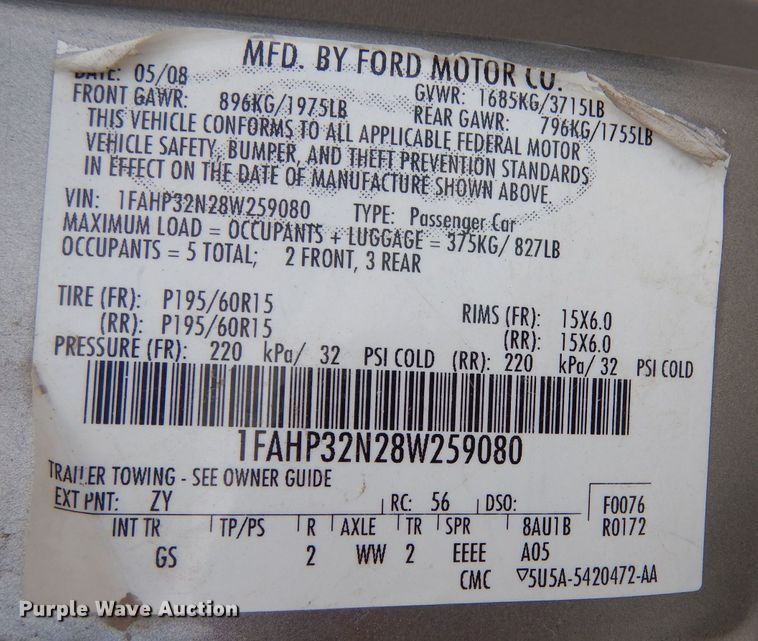 MFD. BY FORD MOTOR CO.
DATE: 05/08 GVWR: 1685KG/3715LB
FRONT GAWR: 896KG/1975LB REAR GAWR: 796KG/1755LB
THIS VEHICLE CONFORMS TO ALL APPLICABLE FEDERAL MOTOR
VEHICLE SAFETY, BUMPER, AND THEFT PREVENTION STANDARDS
IN EFFECT ON THE DATE OF MANUFACTURE SHOWN ABOVE.
VIN: 1FAHP32N28W259080 TYPE: Passenger Car
MAXIMUM LOAD = OCCUPANTS + LUGGAGE = 375KG/ 827LB
OCCUPANTS = 5 TOTAL; 2 FRONT, 3 REAR
TIRE (FR): P195/60R15 RIMS (FR): 15X6.0
(RR): P195/60R15 (RR): 15X6.0
PRESSURE (FR): 220 kPa/ 32 PSI COLD (RR): 220 kPa/ 32 PSI COLD
1FAHP32N28W259080
TRAILER TOWING - SEE OWNER GUIDE
EXT PNT: ZY RC: 56 DSO: F0076
INT TR TP/PS R AXLE TR SPR 8AU1B R0172
GS 2 WW 2 EEEE A05
CMC ▽5U5A-5420472-AA
Purple Wave Auction